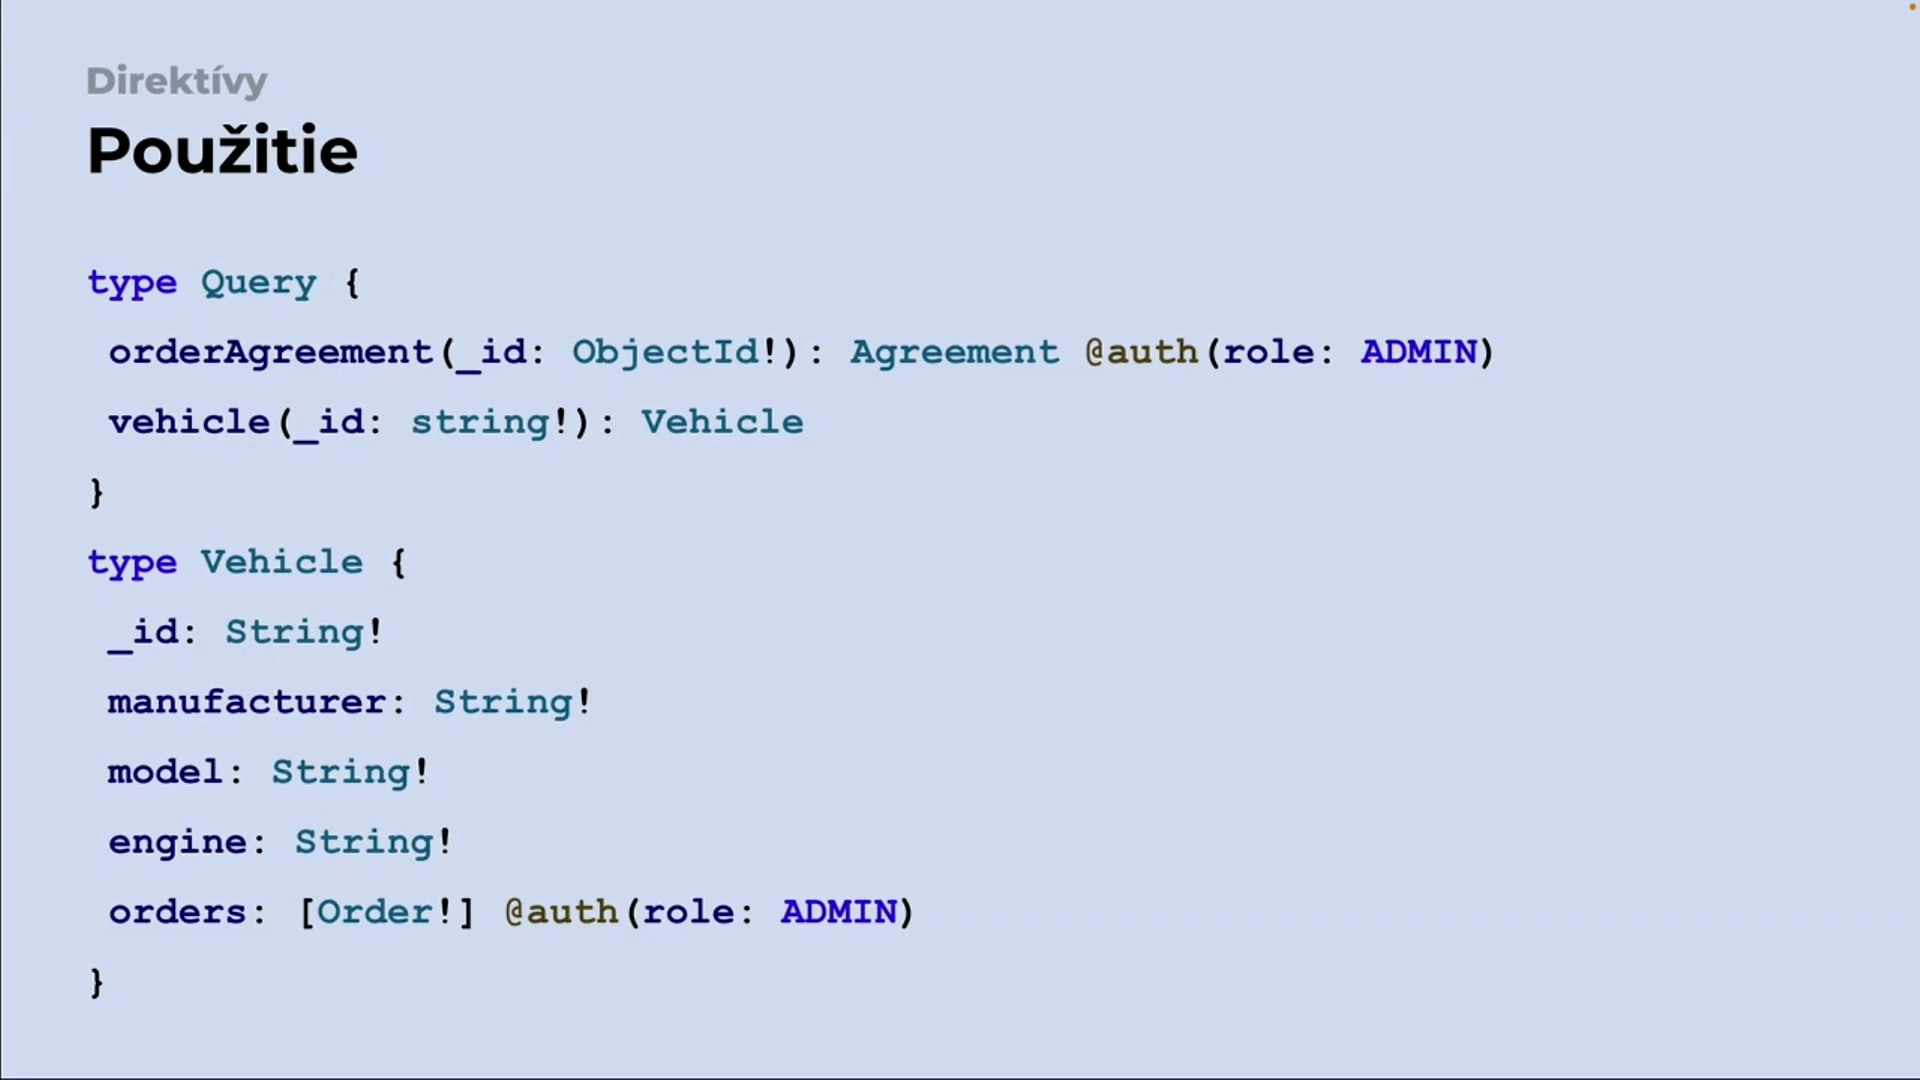 Direktívy
Použitie
type Query {
 orderAgreement(_id: ObjectId!): Agreement @auth(role: ADMIN)
 vehicle(_id: string!): Vehicle
}
type Vehicle {
 _id: String!
 manufacturer: String!
 model: String!
 engine: String!
 orders: [Order!] @auth(role: ADMIN)
}